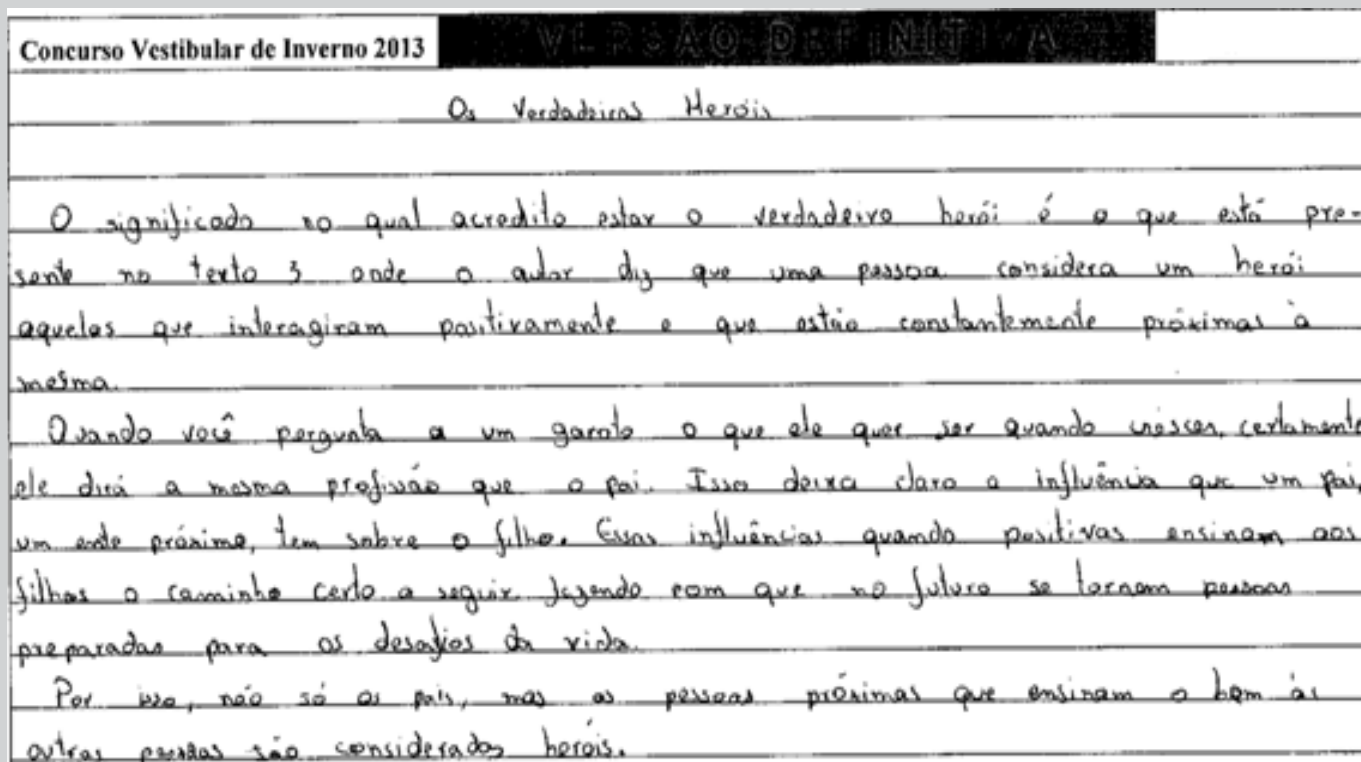 Concurso Vestibular de Inverno 2013 VERSÃO DEFINITIVA
Os Verdadeiros Heróis
O significado no qual acredito estar o verdadeiro herói é o que está pre-
sente no texto 3 onde o autor diz que uma pessoa considera um herói
aquelas que interagiram positivamente e que estão constantemente próximas à
mesma.
Quando você pergunta a um garoto o que ele quer ser quando crescer, certamente
ele dirá a mesma profissão que o pai. Isso deixa claro a influência que um pai,
um ente próximo, tem sobre o filho. Essas influências quando positivas ensinam aos
filhos o caminho certo a seguir fazendo com que no futuro se tornem pessoas
preparadas para os desafios da vida.
Por isso, não só os pais, mas as pessoas próximas que ensinam o bem às
outras pessoas são considerados heróis.